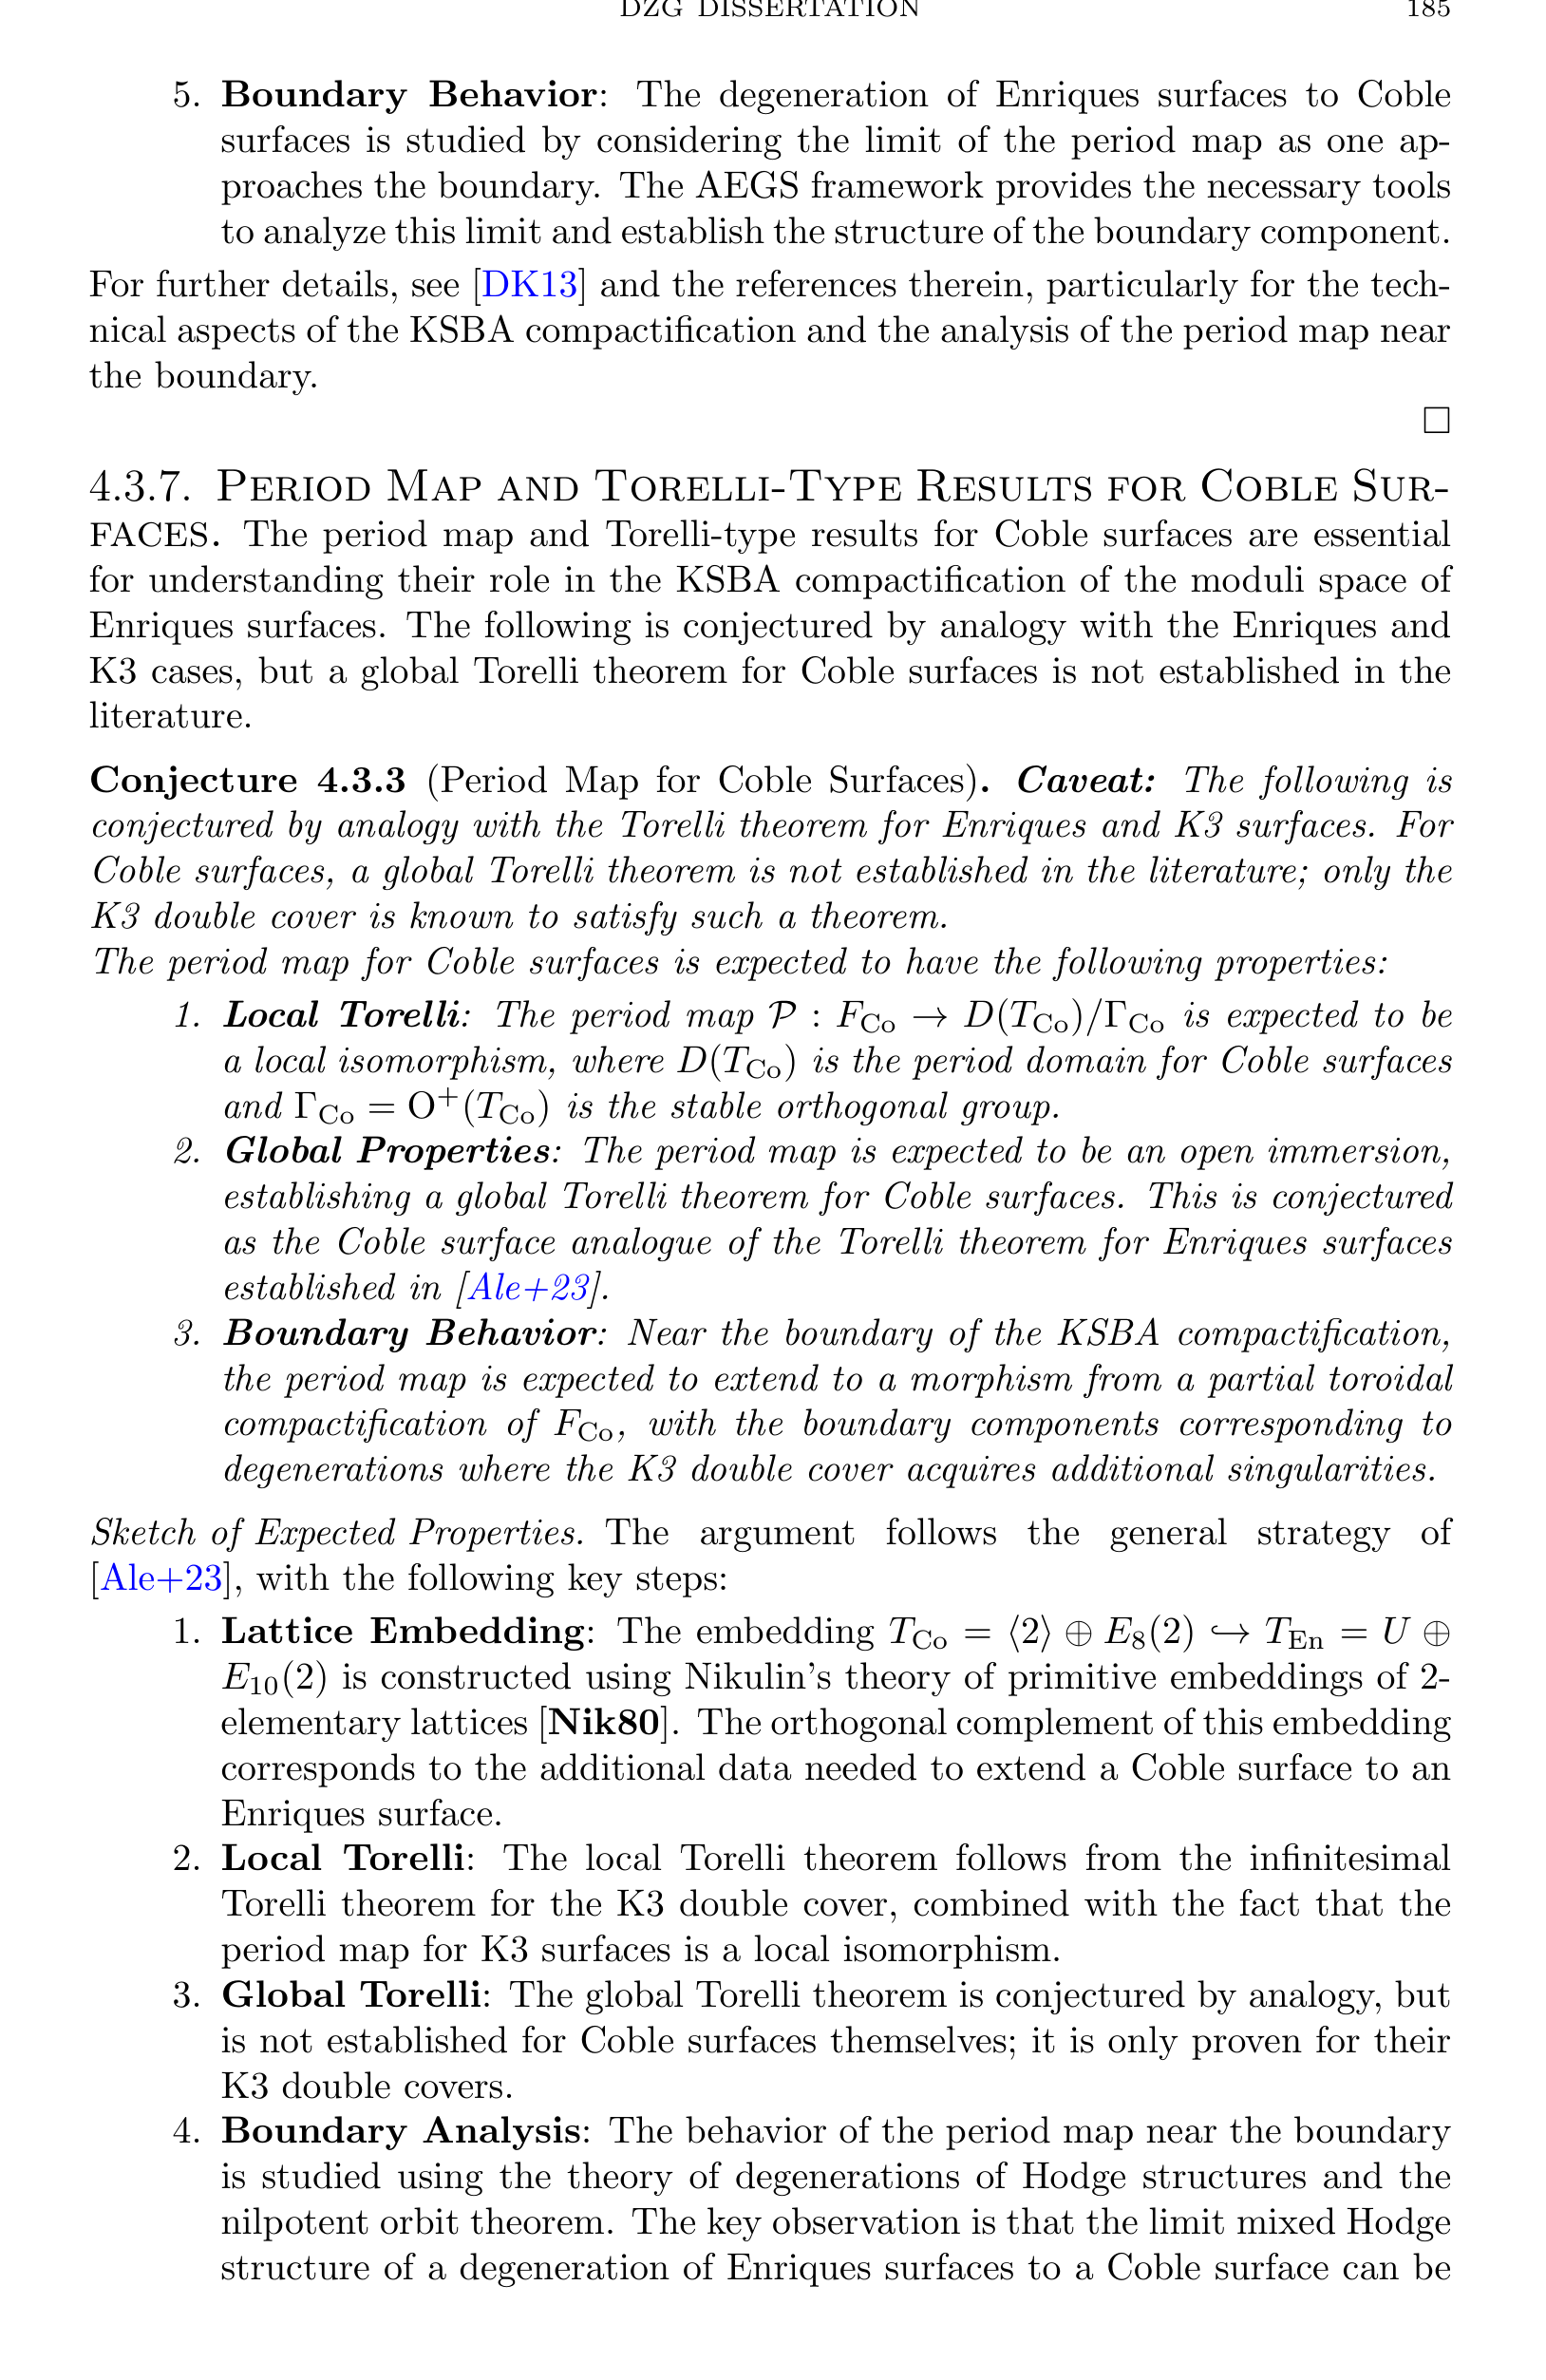 DZG DISSERTATION 185
5. Boundary Behavior: The degeneration of Enriques surfaces to Coble
surfaces is studied by considering the limit of the period map as one ap-
proaches the boundary. The AEGS framework provides the necessary tools
to analyze this limit and establish the structure of the boundary component.
For further details, see [DK13] and the references therein, particularly for the tech-
nical aspects of the KSBA compactification and the analysis of the period map near
the boundary.
□
4.3.7. Period Map and Torelli-Type Results for Coble Sur-
faces. The period map and Torelli-type results for Coble surfaces are essential
for understanding their role in the KSBA compactification of the moduli space of
Enriques surfaces. The following is conjectured by analogy with the Enriques and
K3 cases, but a global Torelli theorem for Coble surfaces is not established in the
literature.
Conjecture 4.3.3 (Period Map for Coble Surfaces). Caveat: The following is
conjectured by analogy with the Torelli theorem for Enriques and K3 surfaces. For
Coble surfaces, a global Torelli theorem is not established in the literature; only the
K3 double cover is known to satisfy such a theorem.
The period map for Coble surfaces is expected to have the following properties:
1. Local Torelli: The period map 𝒫 : F_Co → D(T_Co)/Γ_Co is expected to be
a local isomorphism, where D(T_Co) is the period domain for Coble surfaces
and Γ_Co = O⁺(T_Co) is the stable orthogonal group.
2. Global Properties: The period map is expected to be an open immersion,
establishing a global Torelli theorem for Coble surfaces. This is conjectured
as the Coble surface analogue of the Torelli theorem for Enriques surfaces
established in [Ale+23].
3. Boundary Behavior: Near the boundary of the KSBA compactification,
the period map is expected to extend to a morphism from a partial toroidal
compactification of F_Co, with the boundary components corresponding to
degenerations where the K3 double cover acquires additional singularities.
Sketch of Expected Properties. The argument follows the general strategy of
[Ale+23], with the following key steps:
1. Lattice Embedding: The embedding T_Co = ⟨2⟩ ⊕ E₈(2) ↪ T_En = U ⊕
E₁₀(2) is constructed using Nikulin's theory of primitive embeddings of 2-
elementary lattices [Nik80]. The orthogonal complement of this embedding
corresponds to the additional data needed to extend a Coble surface to an
Enriques surface.
2. Local Torelli: The local Torelli theorem follows from the infinitesimal
Torelli theorem for the K3 double cover, combined with the fact that the
period map for K3 surfaces is a local isomorphism.
3. Global Torelli: The global Torelli theorem is conjectured by analogy, but
is not established for Coble surfaces themselves; it is only proven for their
K3 double covers.
4. Boundary Analysis: The behavior of the period map near the boundary
is studied using the theory of degenerations of Hodge structures and the
nilpotent orbit theorem. The key observation is that the limit mixed Hodge
structure of a degeneration of Enriques surfaces to a Coble surface can be